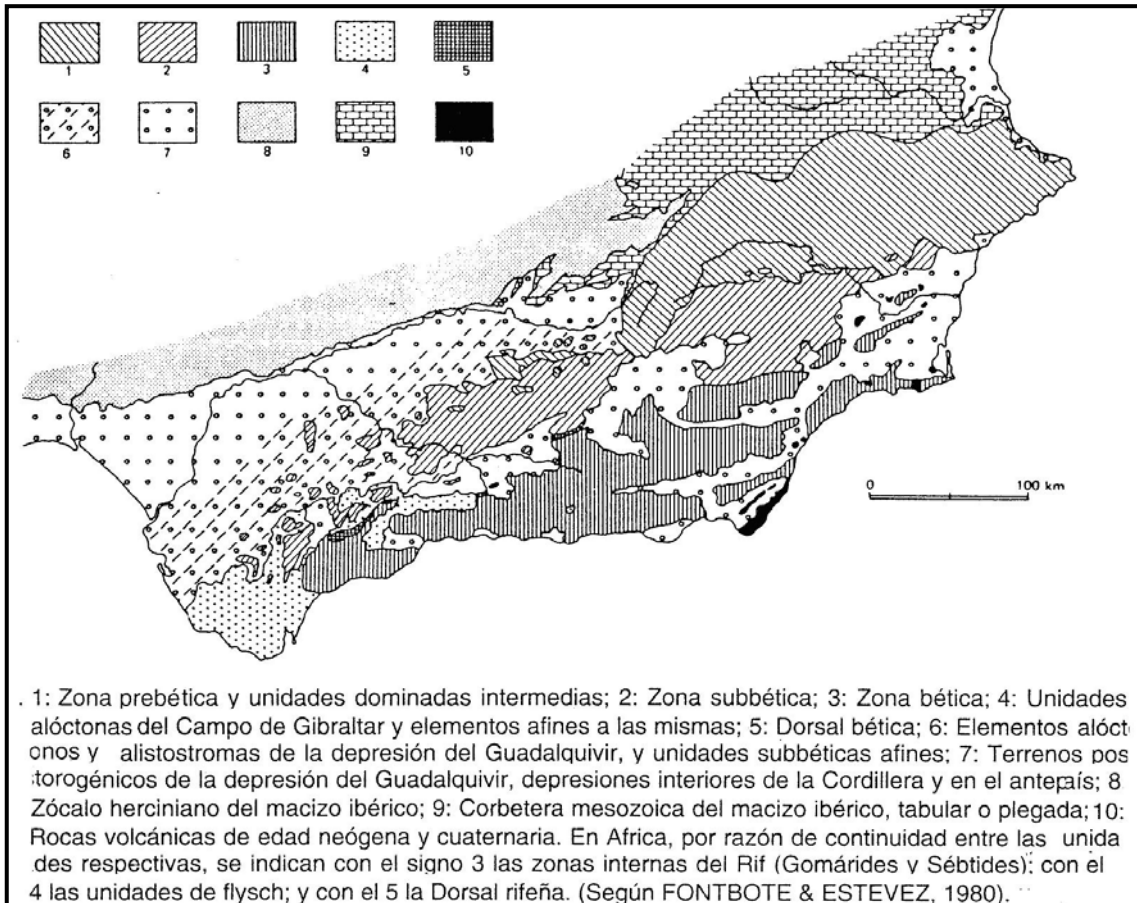 1 2 3 4 5
6 7 8 9 10
0 100 km
. 1: Zona prebética y unidades dominadas intermedias; 2: Zona subbética; 3: Zona bética; 4: Unidades
alóctonas del Campo de Gibraltar y elementos afines a las mismas; 5: Dorsal bética; 6: Elementos alóct
onos y alistostromas de la depresión del Guadalquivir, y unidades subbéticas afines; 7: Terrenos pos
torogénicos de la depresión del Guadalquivir, depresiones interiores de la Cordillera y en el antepaís; 8
Zócalo herciniano del macizo ibérico; 9: Corbetera mesozoica del macizo ibérico, tabular o plegada; 10:
Rocas volcánicas de edad neógena y cuaternaria. En Africa, por razón de continuidad entre las unida
des respectivas, se indican con el signo 3 las zonas internas del Rif (Gomárides y Sébtides); con el
4 las unidades de flysch; y con el 5 la Dorsal rifeña. (Según FONTBOTE & ESTEVEZ, 1980).